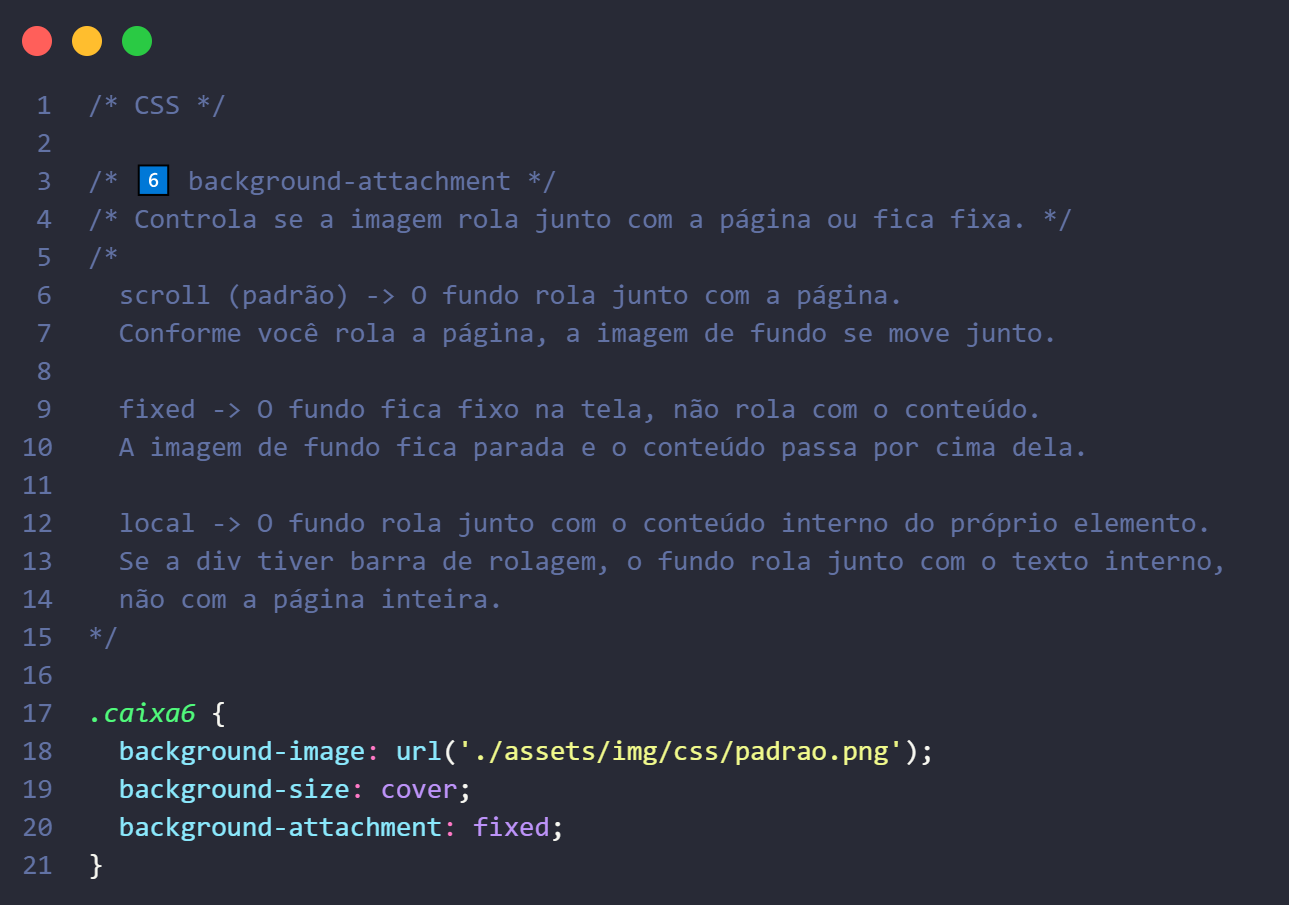 1 /* CSS */
2
3 /* 6️⃣ background-attachment */
4 /* Controla se a imagem rola junto com a página ou fica fixa. */
5 /*
6   scroll (padrão) -> O fundo rola junto com a página.
7   Conforme você rola a página, a imagem de fundo se move junto.
8
9   fixed -> O fundo fica fixo na tela, não rola com o conteúdo.
10   A imagem de fundo fica parada e o conteúdo passa por cima dela.
11
12   local -> O fundo rola junto com o conteúdo interno do próprio elemento.
13   Se a div tiver barra de rolagem, o fundo rola junto com o texto interno,
14   não com a página inteira.
15 */
16
17 .caixa6 {
18   background-image: url('./assets/img/css/padrao.png');
19   background-size: cover;
20   background-attachment: fixed;
21 }